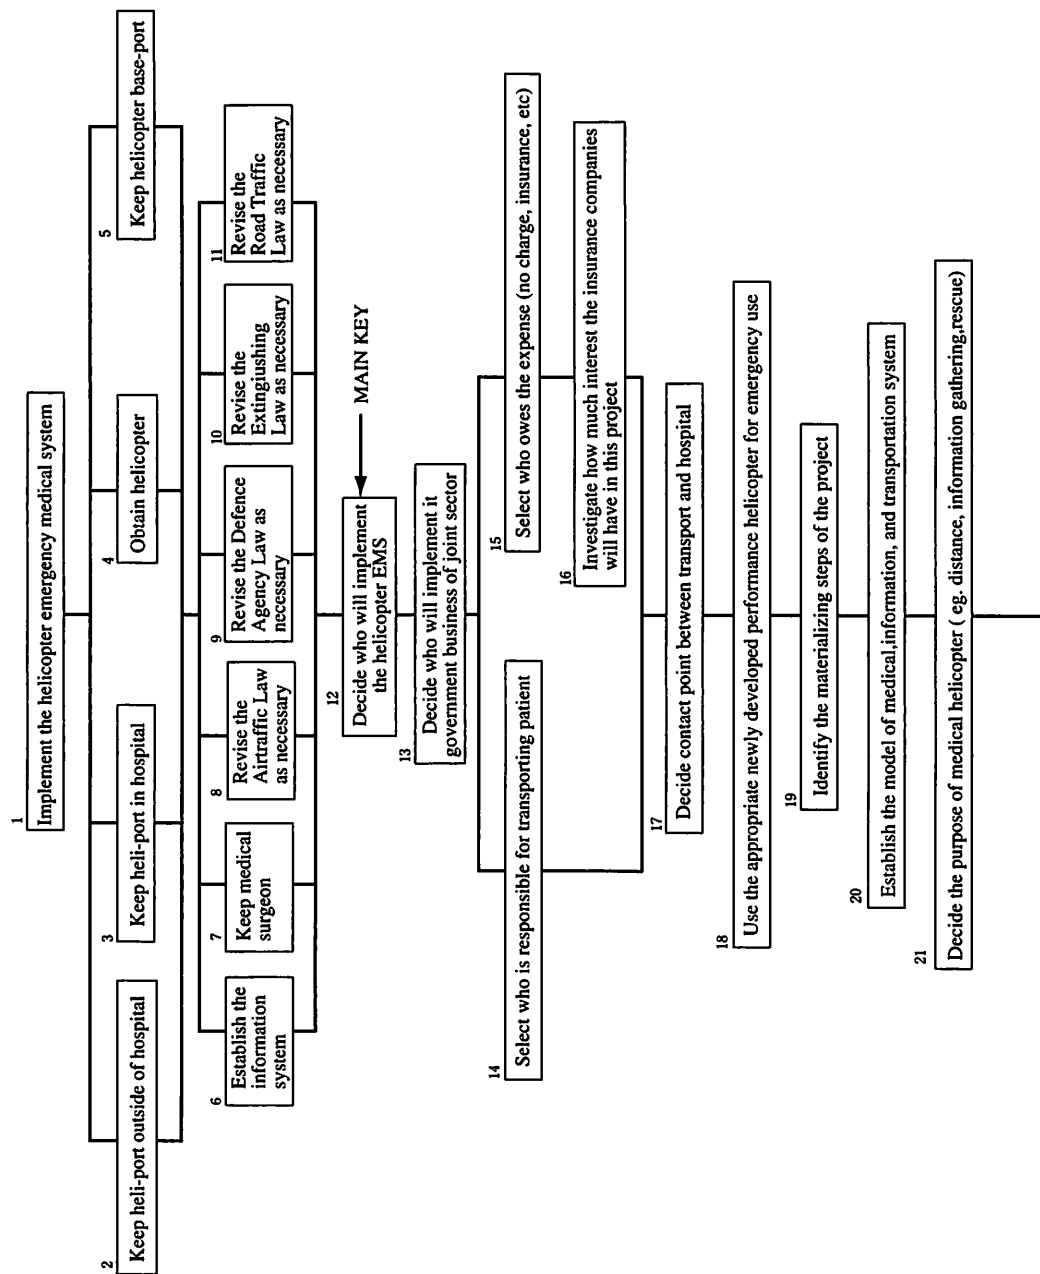 1
Implement the helicopter emergency medical system
2
Keep heli-port outside of hospital
3
Keep heli-port in hospital
4
Obtain helicopter
5
Keep helicopter base-port
6
Establish the
information
system
7
Keep medical
surgeon
8
Revise the
Airtraffic Law
as necessary
9
Revise the Defence
Agency Law as
necessary
10
Revise the
Extingiushing
Law as necessary
11
Revise the
Road Traffic
Law as necessary
12
Decide who will implement
the helicopter EMS
MAIN KEY
13
Decide who will implement it
government business of joint sector
14
Select who is responsible for transporting patient
15
Select who owes the expense (no charge, insurance, etc)
16
Investigate how much interest the insurance companies
will have in this project
17
Decide contact point between transport and hospital
18
Use the appropriate newly developed performance helicopter for emergency use
19
Identify the materializing steps of the project
20
Establish the model of medical,information, and transportation system
21
Decide the purpose of medical helicopter ( eg. distance, information gathering,rescue)